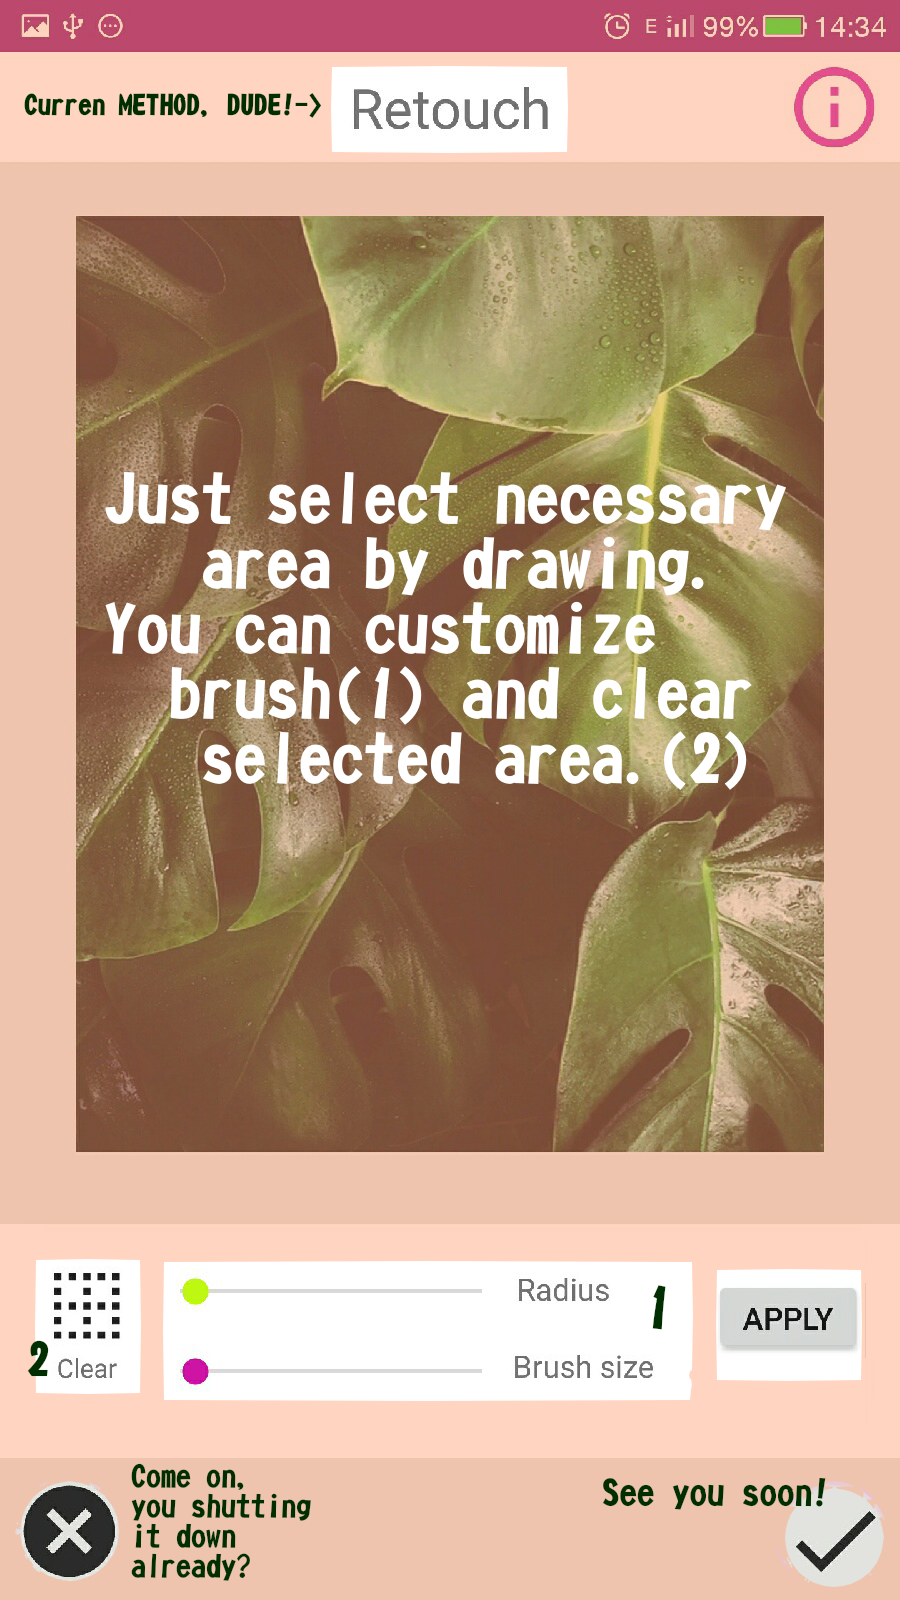 E 99% 14:34
Curren METHOD, DUDE!-> Retouch
Just select necessary
area by drawing.
You can customize
brush(1) and clear
selected area.(2)
Radius
1
APPLY
2 Clear
Brush size
Come on,
you shutting
it down
already?
See you soon!